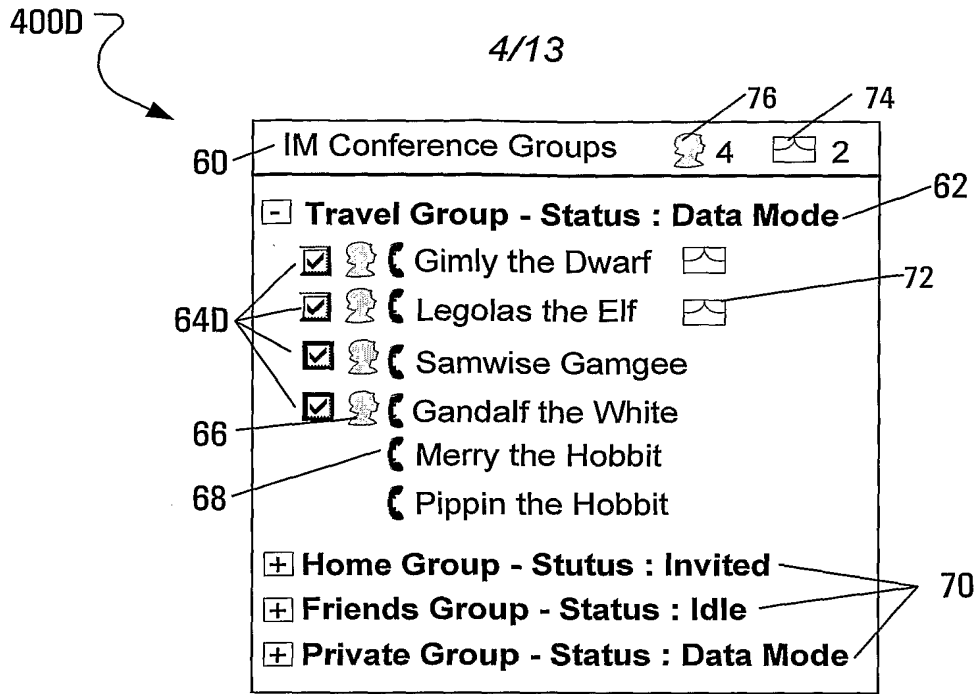 400D
4/13
76 74
60 IM Conference Groups 4 2
62
- Travel Group - Status : Data Mode
Gimly the Dwarf
72
64D Legolas the Elf
Samwise Gamgee
66 Gandalf the White
68 Merry the Hobbit
Pippin the Hobbit
+ Home Group - Stutus : Invited
70
+ Friends Group - Status : Idle
+ Private Group - Status : Data Mode